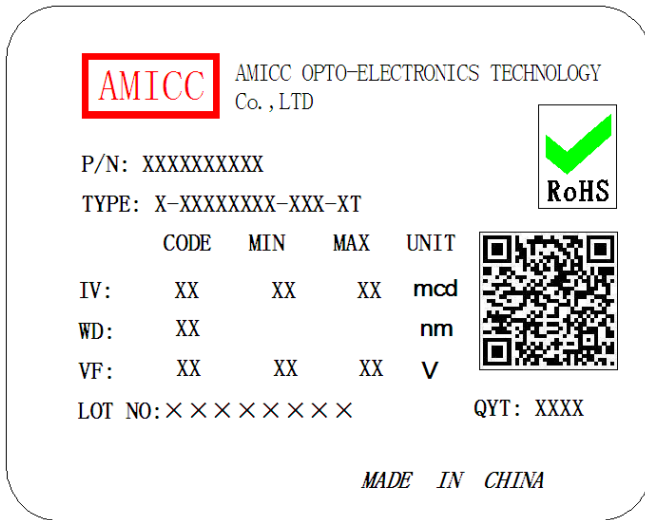 AMICC
AMICC OPTO-ELECTRONICS TECHNOLOGY
Co.,LTD
P/N: XXXXXXXXXX
TYPE: X-XXXXXXXX-XXX-XT
RoHS
CODE MIN MAX UNIT
IV: XX XX XX mcd
WD: XX nm
VF: XX XX XX V
LOT NO:××××××××
QYT: XXXX
MADE IN CHINA